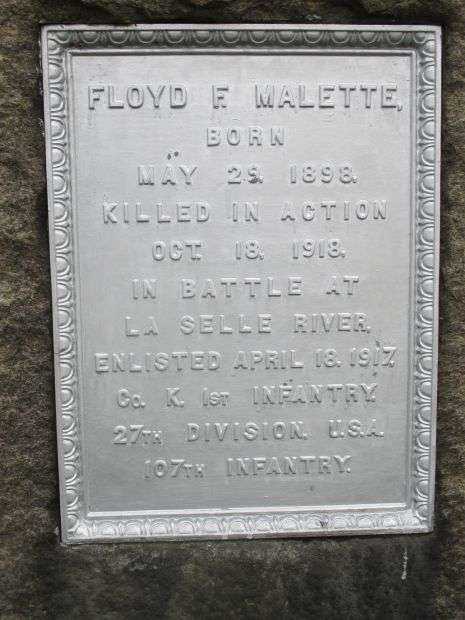 FLOYD F. MALETTE,
BORN
MAY 29. 1898.
KILLED IN ACTION
OCT. 18. 1918.
IN BATTLE AT
LA SELLE RIVER,
ENLISTED APRIL 18. 1917.
CO. K. 1ST INFANTRY.
27TH DIVISION. U.S.A.
107TH INFANTRY.